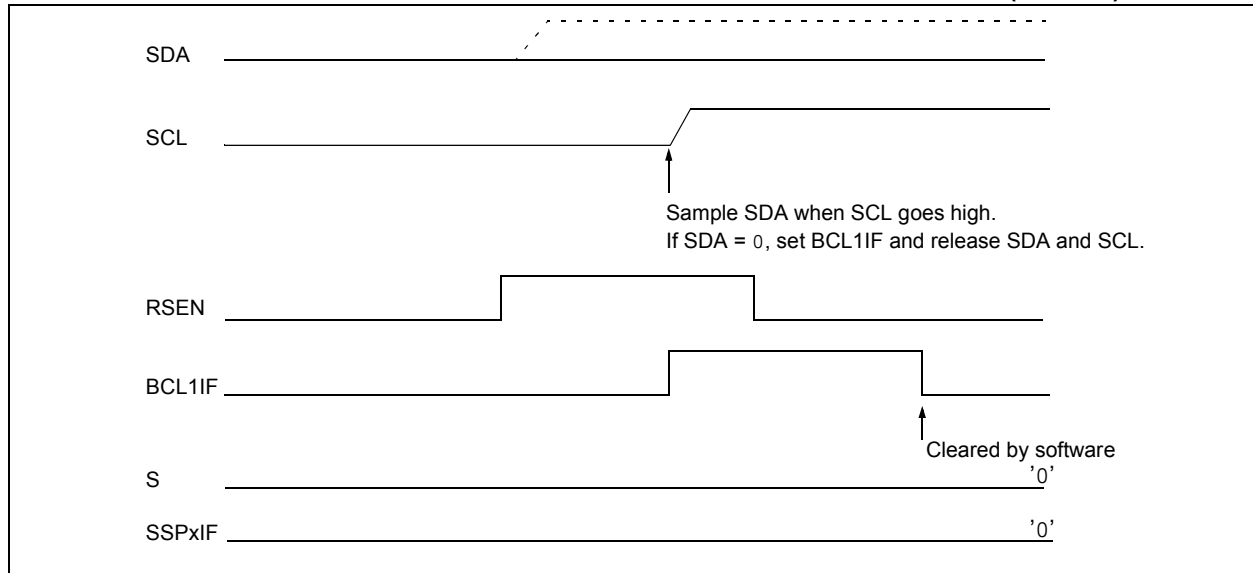 SDA
SCL
Sample SDA when SCL goes high.
If SDA = 0, set BCL1IF and release SDA and SCL.
RSEN
BCL1IF
Cleared by software
S
'0'
SSPxIF
'0'